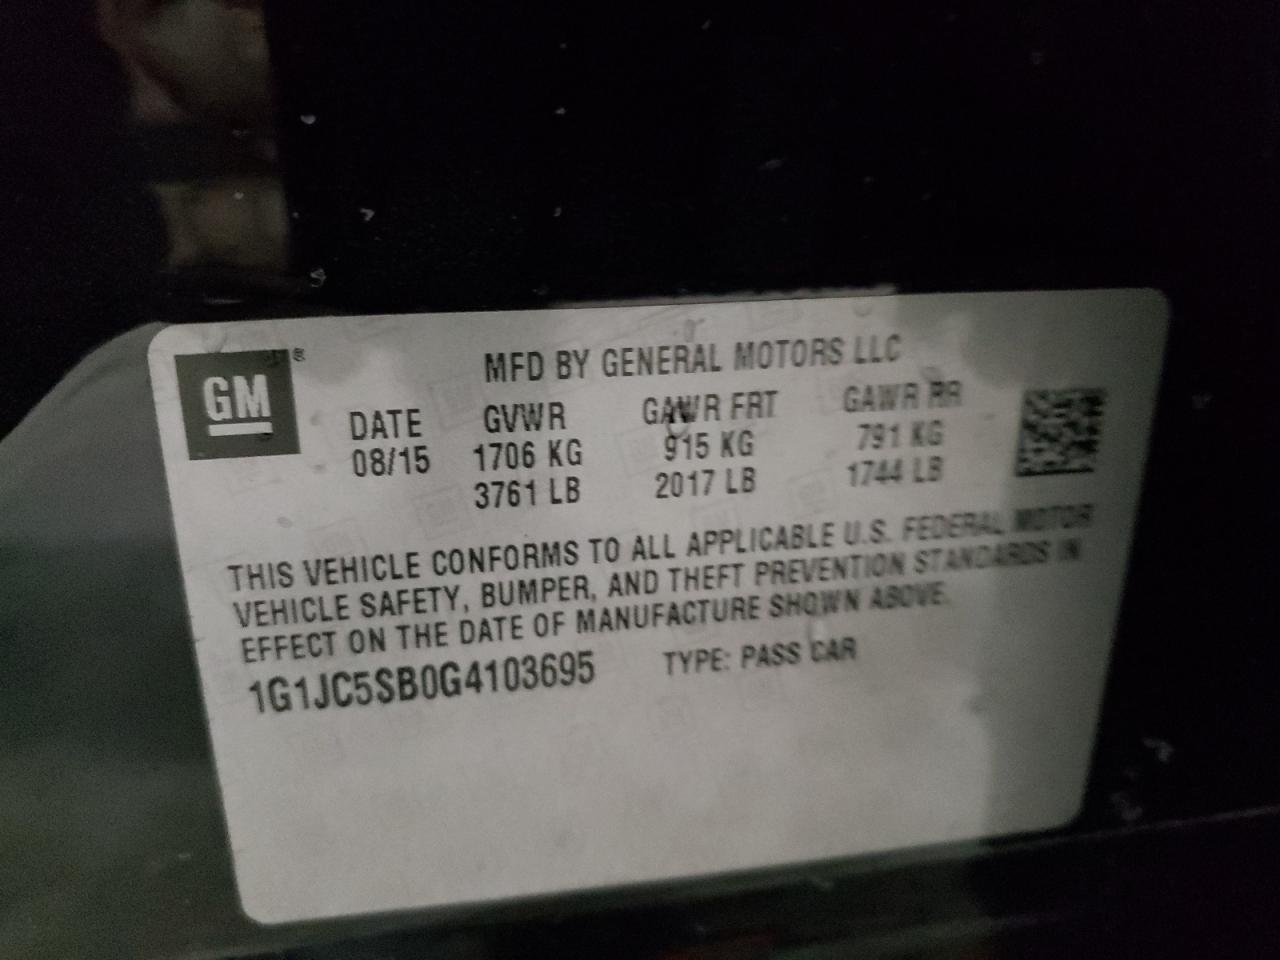 GM ®
MFD BY GENERAL MOTORS LLC
DATE GVWR GAWR FRT GAWR RR
08/15 1706 KG 915 KG 791 KG
3761 LB 2017 LB 1744 LB
THIS VEHICLE CONFORMS TO ALL APPLICABLE U.S. FEDERAL MOTOR
VEHICLE SAFETY, BUMPER, AND THEFT PREVENTION STANDARDS IN
EFFECT ON THE DATE OF MANUFACTURE SHOWN ABOVE.
1G1JC5SB0G4103695 TYPE: PASS CAR